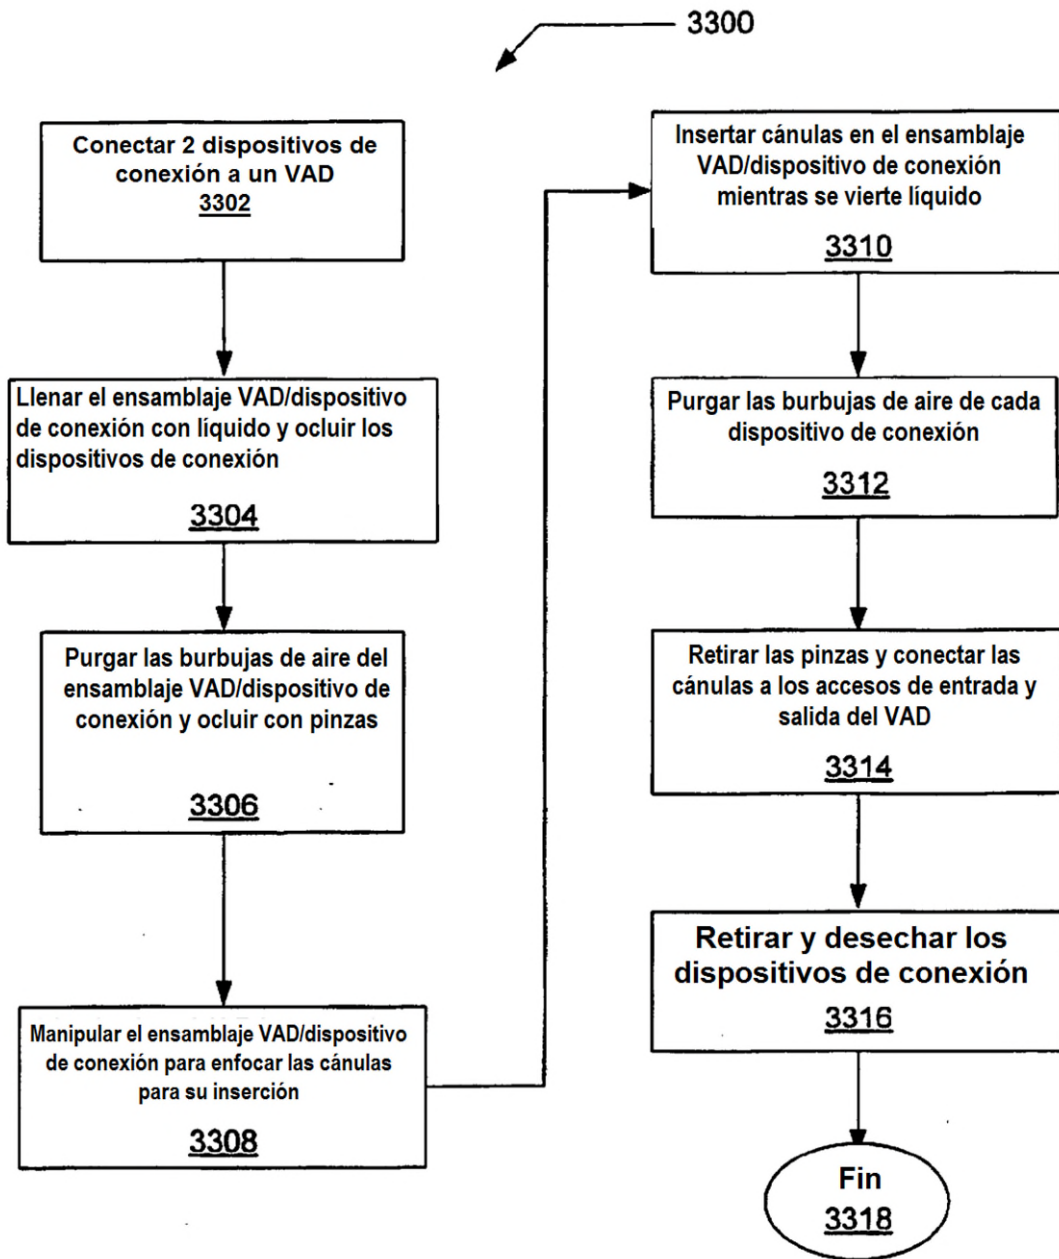 3300
Conectar 2 dispositivos de
conexión a un VAD
3302
Llenar el ensamblaje VAD/dispositivo
de conexión con líquido y ocluir los
dispositivos de conexión
3304
Purgar las burbujas de aire del
ensamblaje VAD/dispositivo de
conexión y ocluir con pinzas
3306
Manipular el ensamblaje VAD/dispositivo
de conexión para enfocar las cánulas
para su inserción
3308
Insertar cánulas en el ensamblaje
VAD/dispositivo de conexión
mientras se vierte líquido
3310
Purgar las burbujas de aire de cada
dispositivo de conexión
3312
Retirar las pinzas y conectar las
cánulas a los accesos de entrada y
salida del VAD
3314
Retirar y desechar los
dispositivos de conexión
3316
Fin
3318